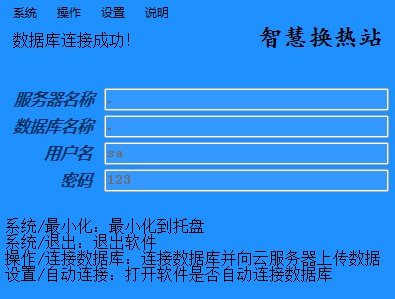 系统 操作 设置 说明
数据库连接成功!
智慧换热站
服务器名称 .
数据库名称 .
用户名 sa
密码 123
系统/最小化: 最小化到托盘
系统/退出: 退出软件
操作/连接数据库: 连接数据库并向云服务器上传数据
设置/自动连接: 打开软件是否自动连接数据库